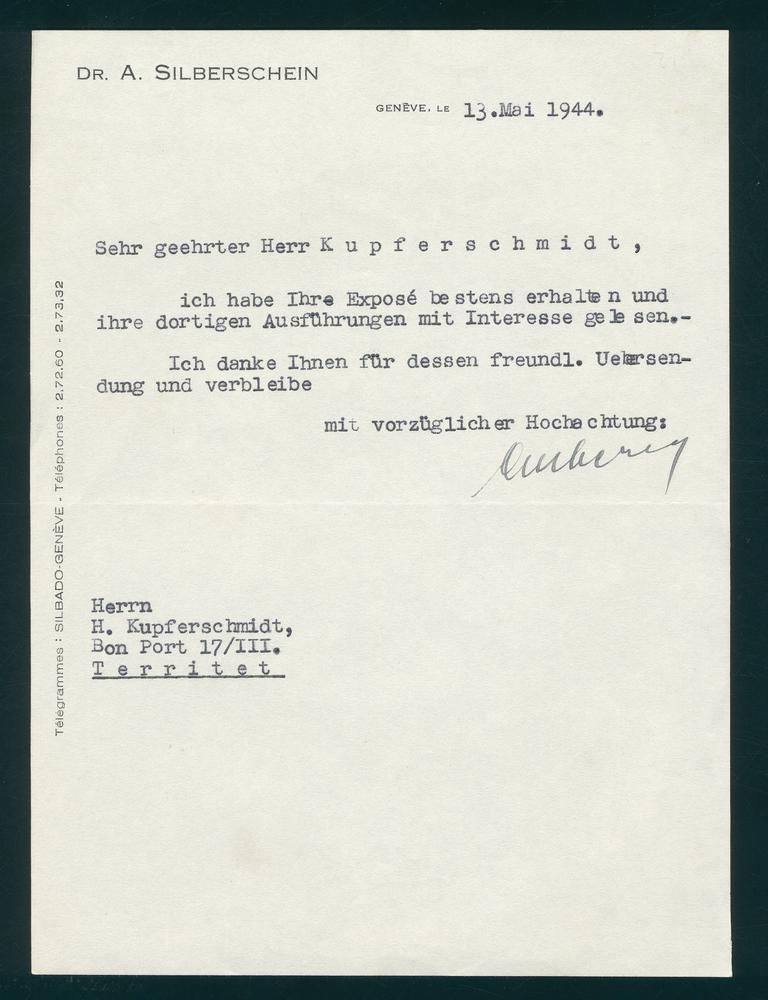 DR. A. SILBERSCHEIN
GENÈVE, LE 13.Mai 1944.
Sehr geehrter Herr K u p f e r s c h m i d t ,
ich habe Ihre Exposé bestens erhalten und
ihre dortigen Ausführungen mit Interesse gelesen.-
Ich danke Ihnen für dessen freundl. Uebersen-
dung und verbleibe
mit vorzüglicher Hochachtung:
Herrn
H. Kupferschmidt,
Bon Port 17/III.
T e r r i t e t
Télégrammes : SILBADO-GENÈVE - Téléphones : 2.72.60 - 2.73.32